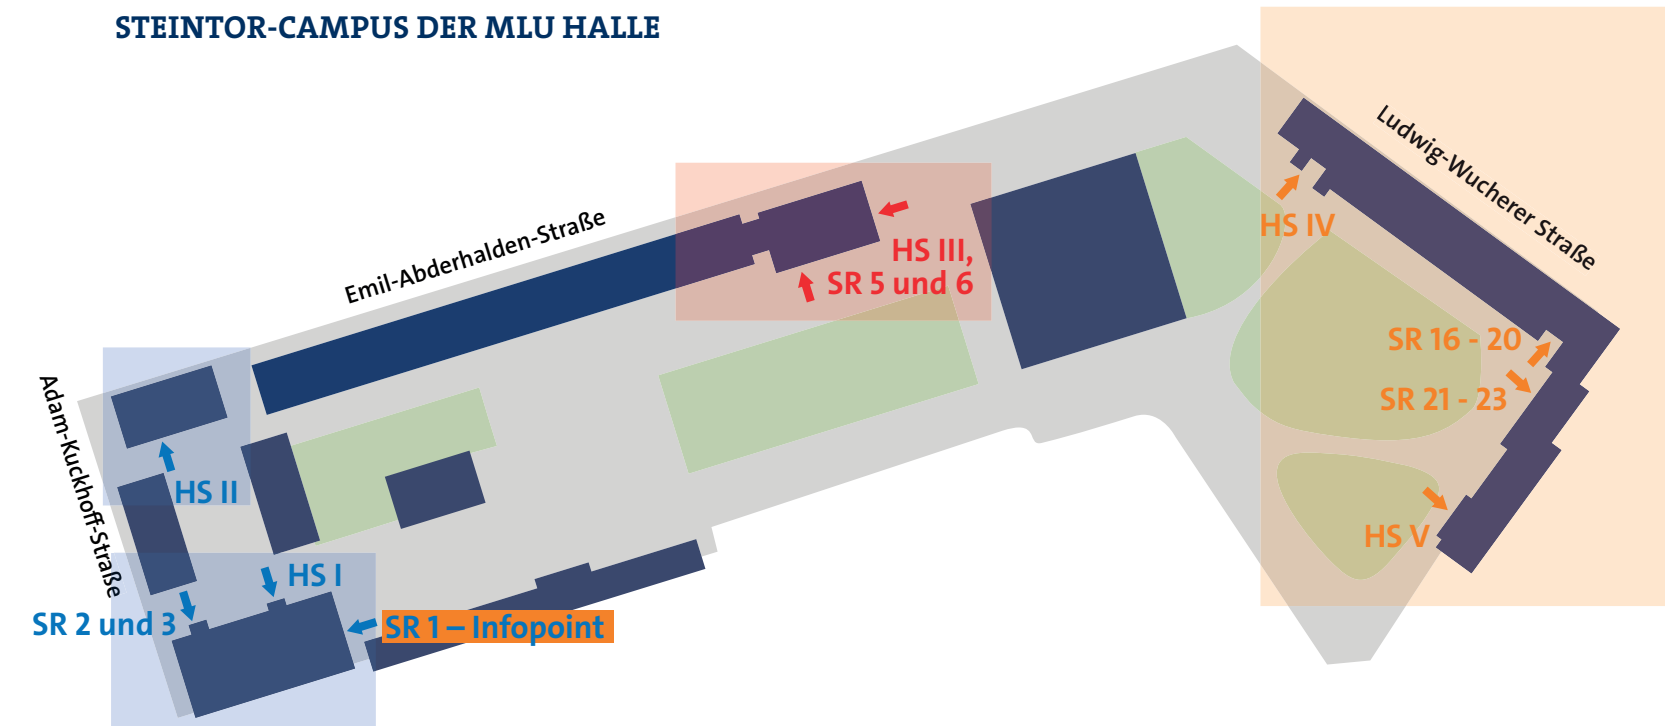 STEINTOR-CAMPUS DER MLU HALLE
Ludwig-Wucherer Straße
Emil-Abderhalden-Straße
HS IV
HS III,
SR 5 und 6
SR 16 - 20
SR 21 - 23
Adam-Kuckhoff-Straße
HS II
HS V
HS I
SR 2 und 3
SR 1 – Infopoint